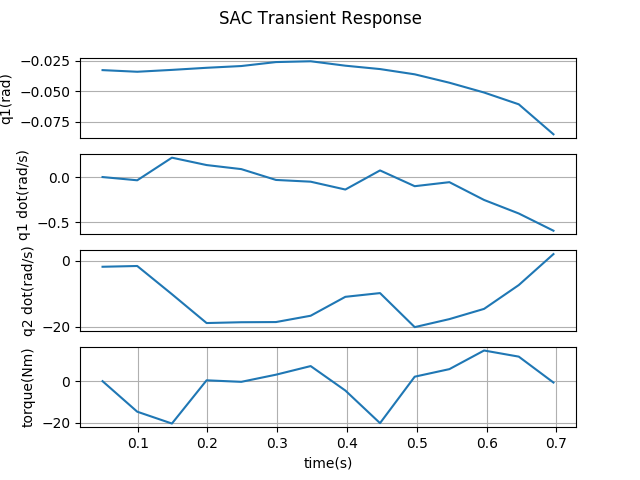 SAC Transient Response
−0.025
−0.050
−0.075
q1(rad)
0.0
−0.5
q1 dot(rad/s)
0
−20
q2 dot(rad/s)
0
−20
torque(Nm)
0.1 0.2 0.3 0.4 0.5 0.6 0.7
time(s)